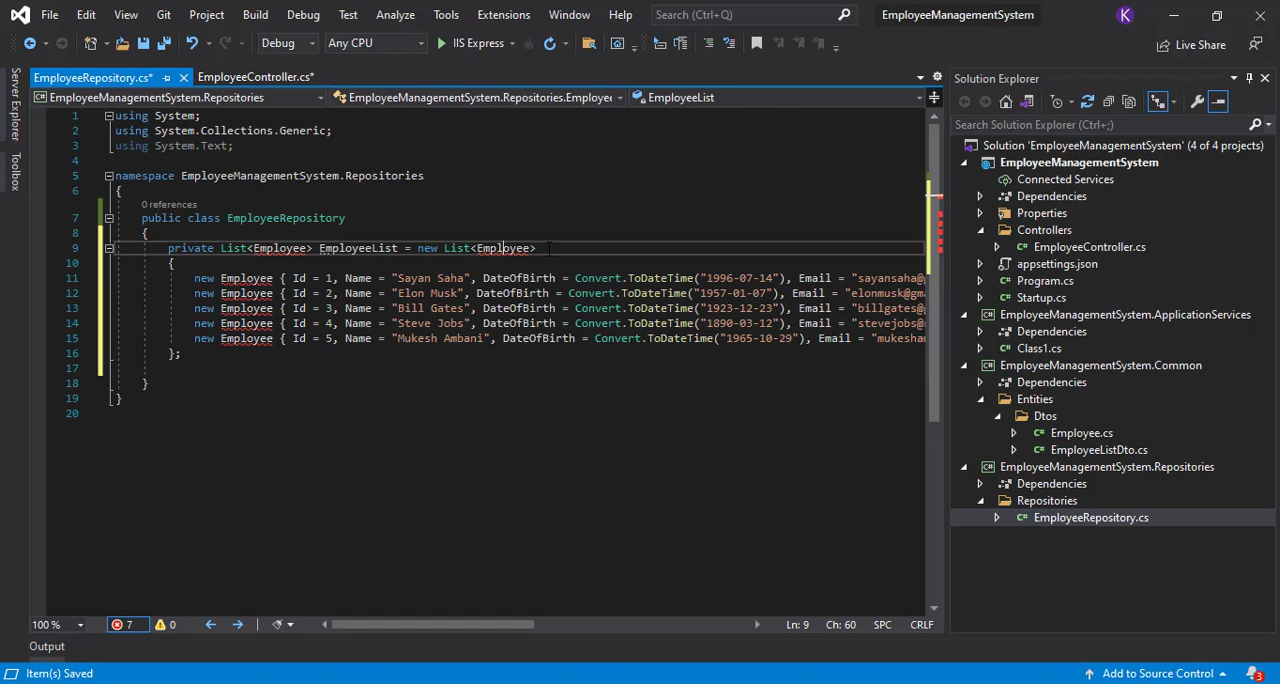 File Edit View Git Project Build Debug Test Analyze Tools Extensions Window Help Search (Ctrl+Q) EmployeeManagementSystem K
Debug Any CPU IIS Express Live Share
Server Explorer
Toolbox
EmployeeRepository.cs* EmployeeController.cs*
EmployeeManagementSystem.Repositories EmployeeManagementSystem.Repositories.Employee EmployeeList
1 using System;
2 using System.Collections.Generic;
3 using System.Text;
4
5 namespace EmployeeManagementSystem.Repositories
6 {
0 references
7 public class EmployeeRepository
8 {
9 private List<Employee> EmployeeList = new List<Employee>
10 {
11 new Employee { Id = 1, Name = "Sayan Saha", DateOfBirth = Convert.ToDateTime("1996-07-14"), Email = "sayansaha@g
12 new Employee { Id = 2, Name = "Elon Musk", DateOfBirth = Convert.ToDateTime("1957-01-07"), Email = "elonmusk@gm
13 new Employee { Id = 3, Name = "Bill Gates", DateOfBirth = Convert.ToDateTime("1923-12-23"), Email = "billgates@g
14 new Employee { Id = 4, Name = "Steve Jobs", DateOfBirth = Convert.ToDateTime("1890-03-12"), Email = "stevejobs@
15 new Employee { Id = 5, Name = "Mukesh Ambani", DateOfBirth = Convert.ToDateTime("1965-10-29"), Email = "mukesha
16 };
17
18 }
19 }
20
100 % 7 0 Ln: 9 Ch: 60 SPC CRLF
Output
Solution Explorer
Search Solution Explorer (Ctrl+;)
Solution 'EmployeeManagementSystem' (4 of 4 projects)
EmployeeManagementSystem
Connected Services
Dependencies
Properties
Controllers
C# EmployeeController.cs
appsettings.json
C# Program.cs
C# Startup.cs
C# EmployeeManagementSystem.ApplicationServices
Dependencies
C# Class1.cs
C# EmployeeManagementSystem.Common
Dependencies
Entities
Dtos
C# Employee.cs
C# EmployeeListDto.cs
C# EmployeeManagementSystem.Repositories
Dependencies
Repositories
C# EmployeeRepository.cs
Item(s) Saved Add to Source Control 3